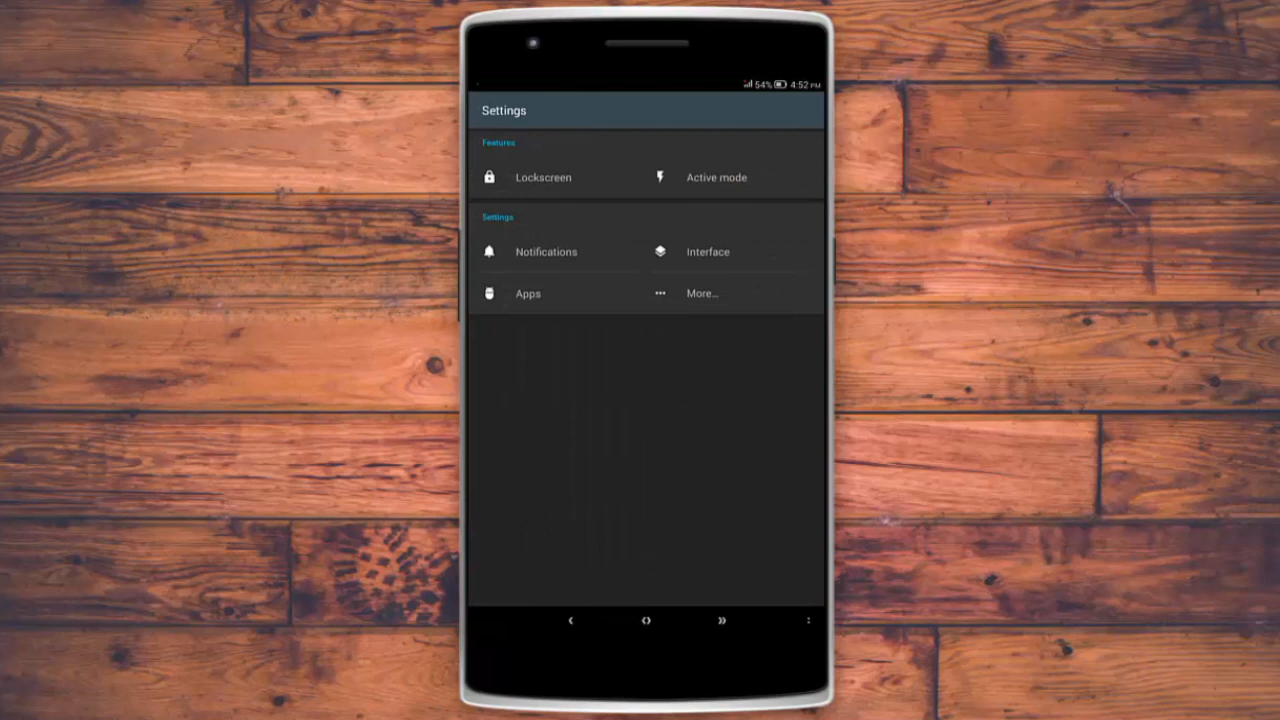 54% 4:52 PM
Settings
Features
Lockscreen Active mode
Settings
Notifications Interface
Apps More...